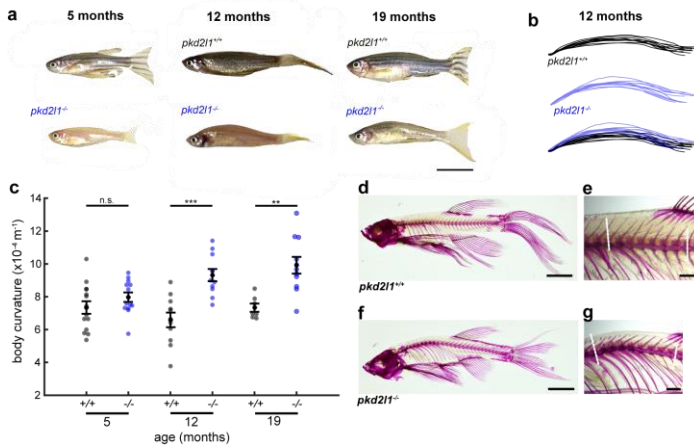 a
5 months
12 months
19 months
pkd2l1+/+
pkd2l1+/+
pkd2l1-/-
pkd2l1-/-
pkd2l1-/-
b
12 months
pkd2l1+/+
pkd2l1-/-
c
n.s.
***
**
body curvature (x10⁻⁴ m⁻¹)
14
12
10
8
6
4
2
+/+
-/-
+/+
-/-
+/+
-/-
5
12
19
age (months)
d
pkd2l1+/+
e
f
pkd2l1-/-
g